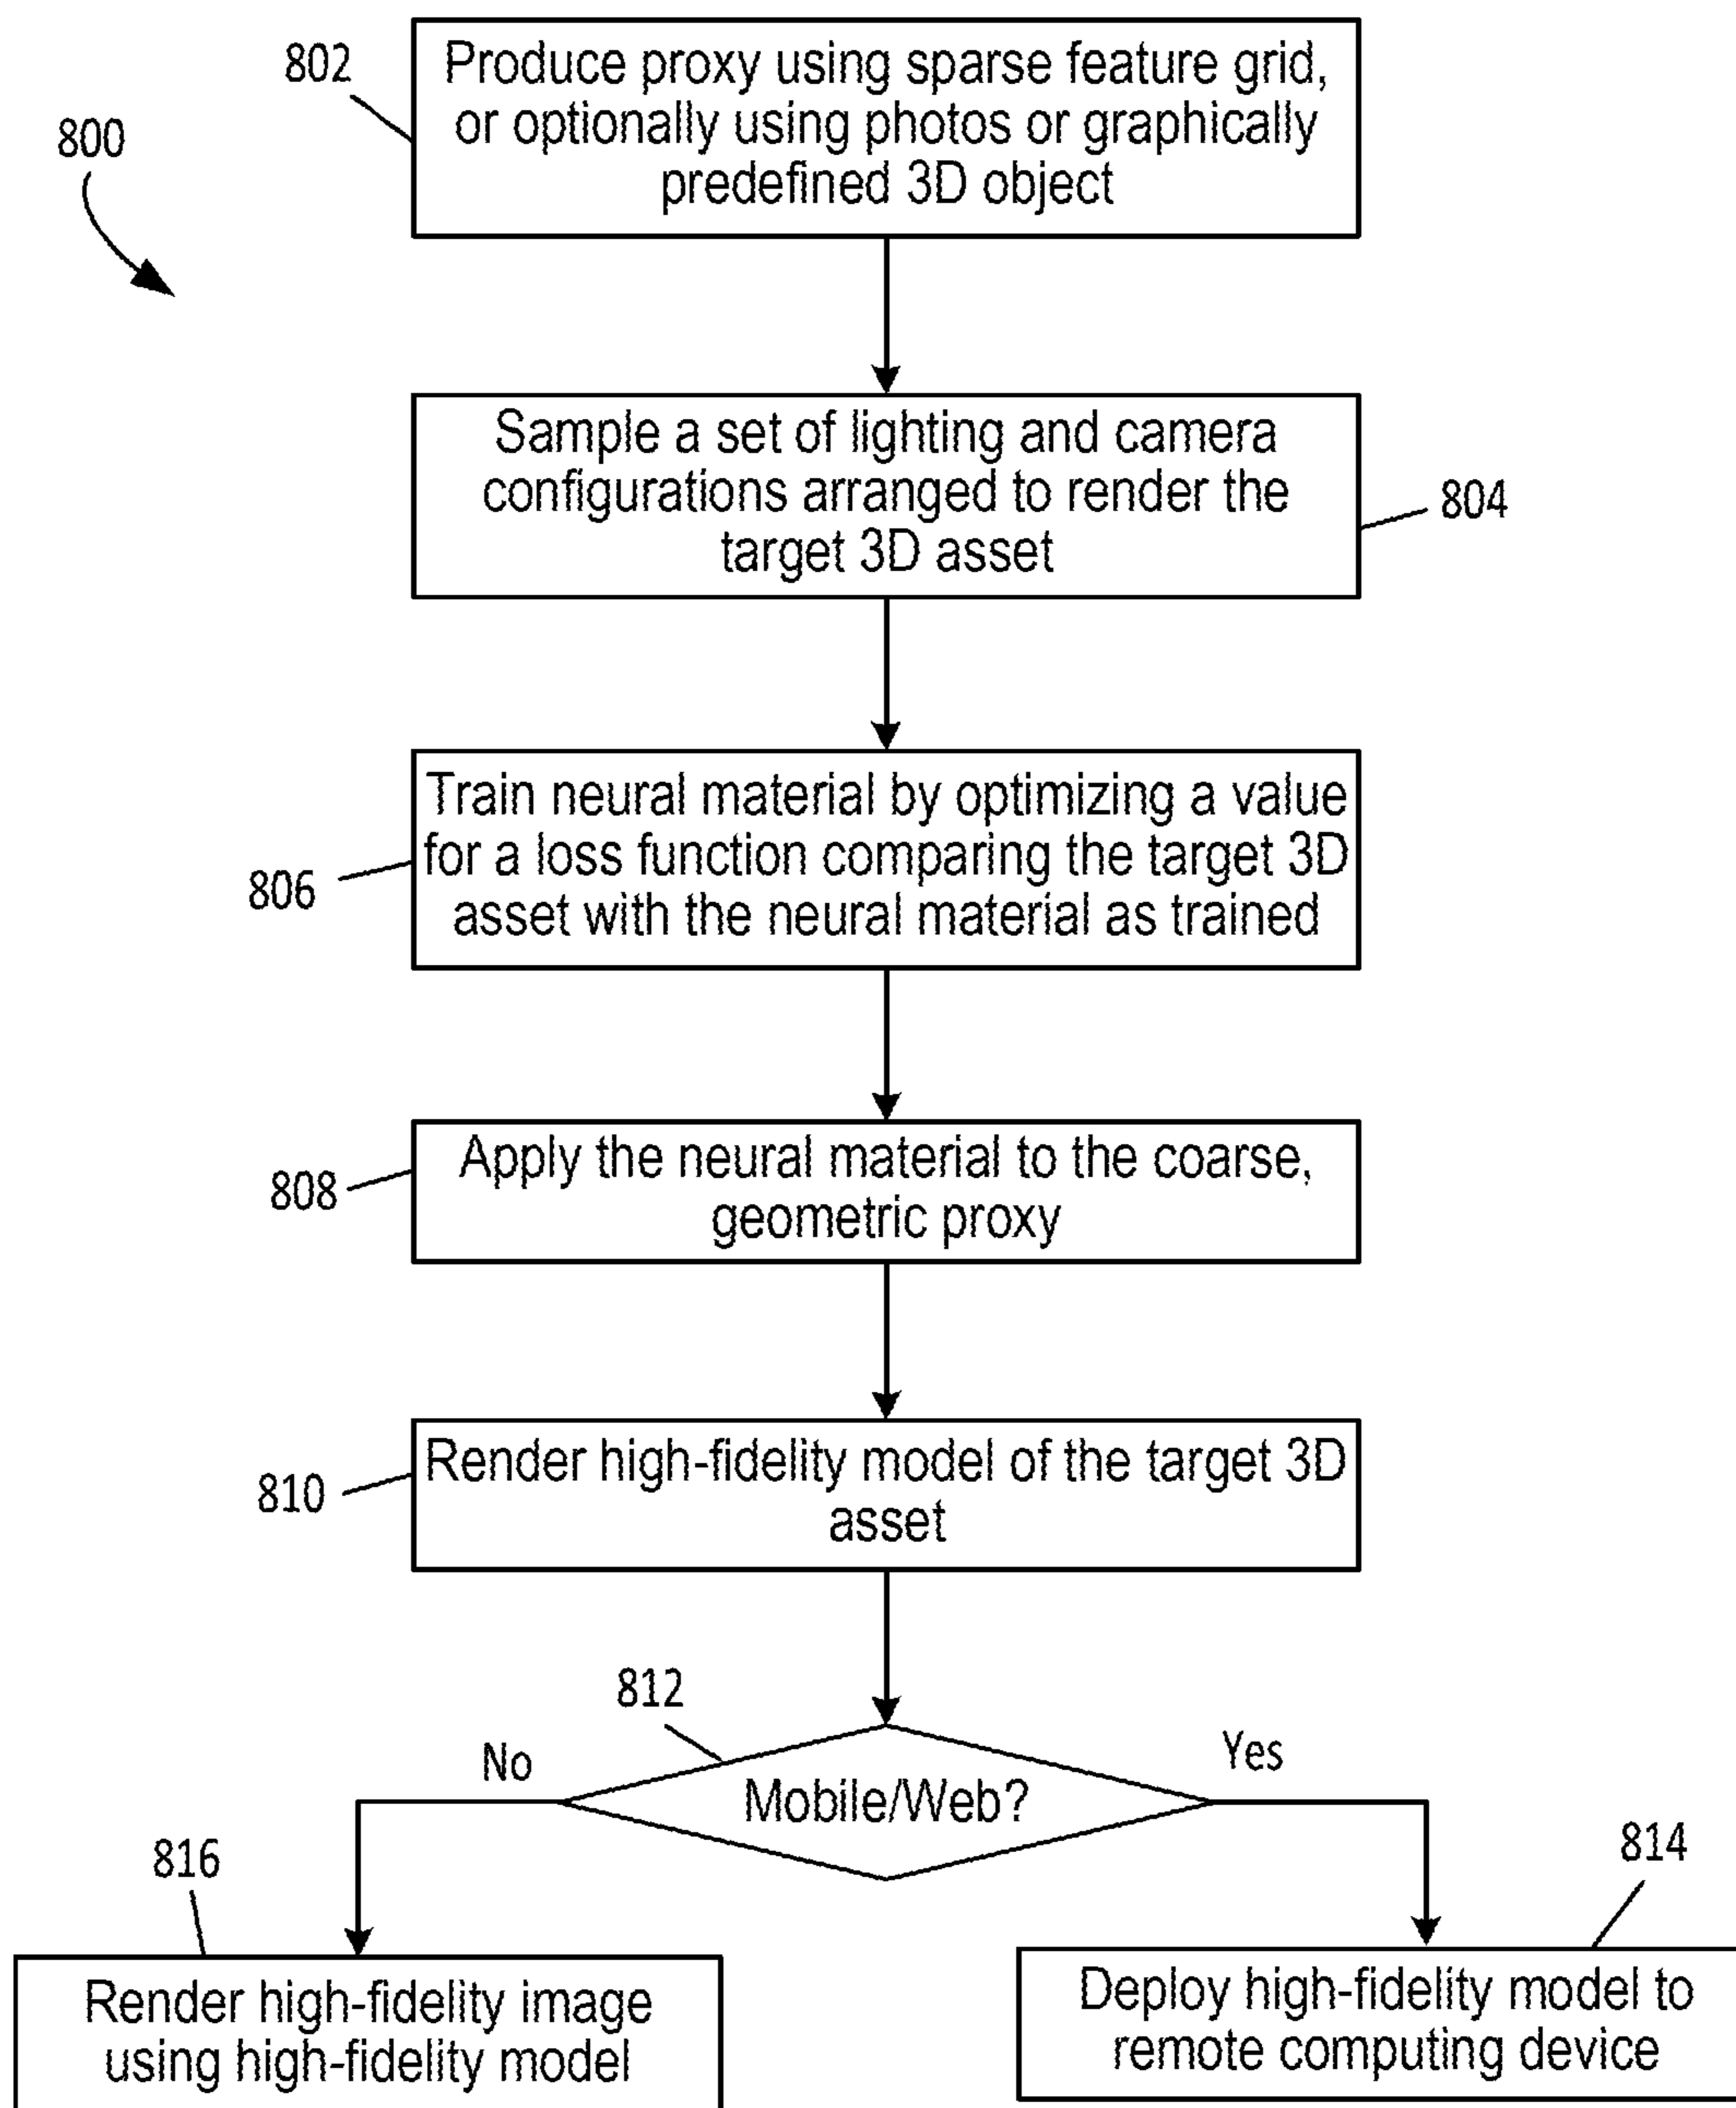 802
Produce proxy using sparse feature grid,
or optionally using photos or graphically
predefined 3D object
800
Sample a set of lighting and camera
configurations arranged to render the
target 3D asset
804
Train neural material by optimizing a value
for a loss function comparing the target 3D
asset with the neural material as trained
806
Apply the neural material to the coarse,
geometric proxy
808
Render high-fidelity model of the target 3D
asset
810
812
No
Yes
Mobile/Web?
816
814
Render high-fidelity image
using high-fidelity model
Deploy high-fidelity model to
remote computing device